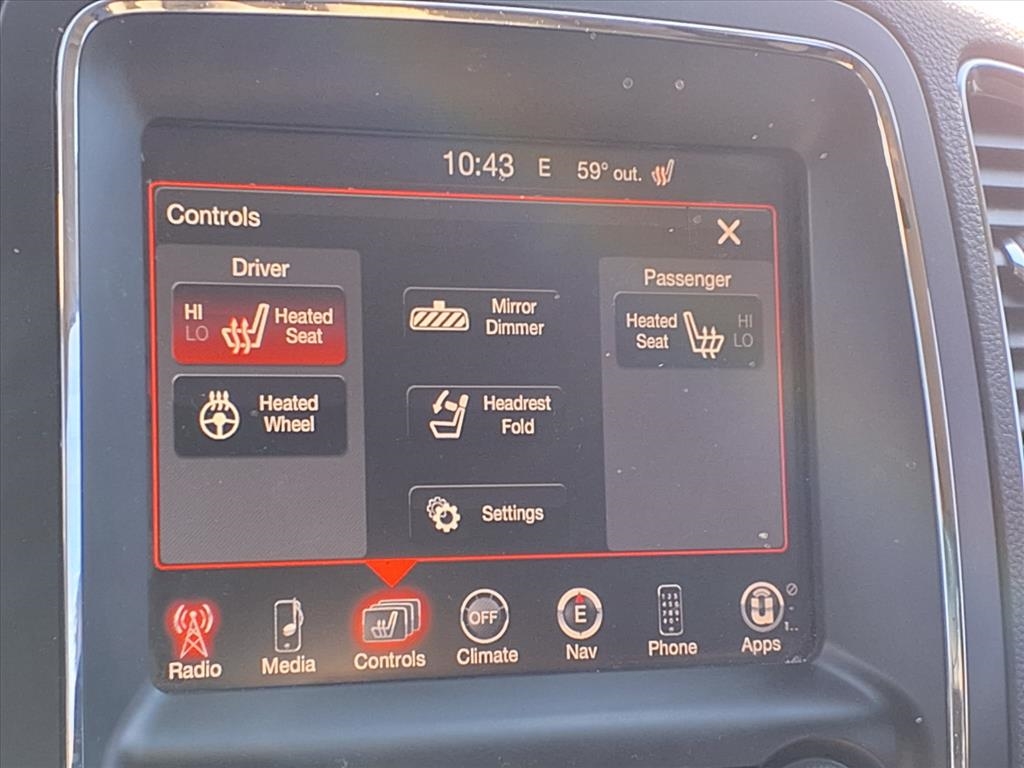 10:43 E 59° out.
Controls
Driver
HI
LO
Heated
Seat
Heated
Wheel
Mirror
Dimmer
Headrest
Fold
Settings
Passenger
Heated
Seat
HI
LO
Radio
Media
Controls
OFF
Climate
E
Nav
Phone
Apps